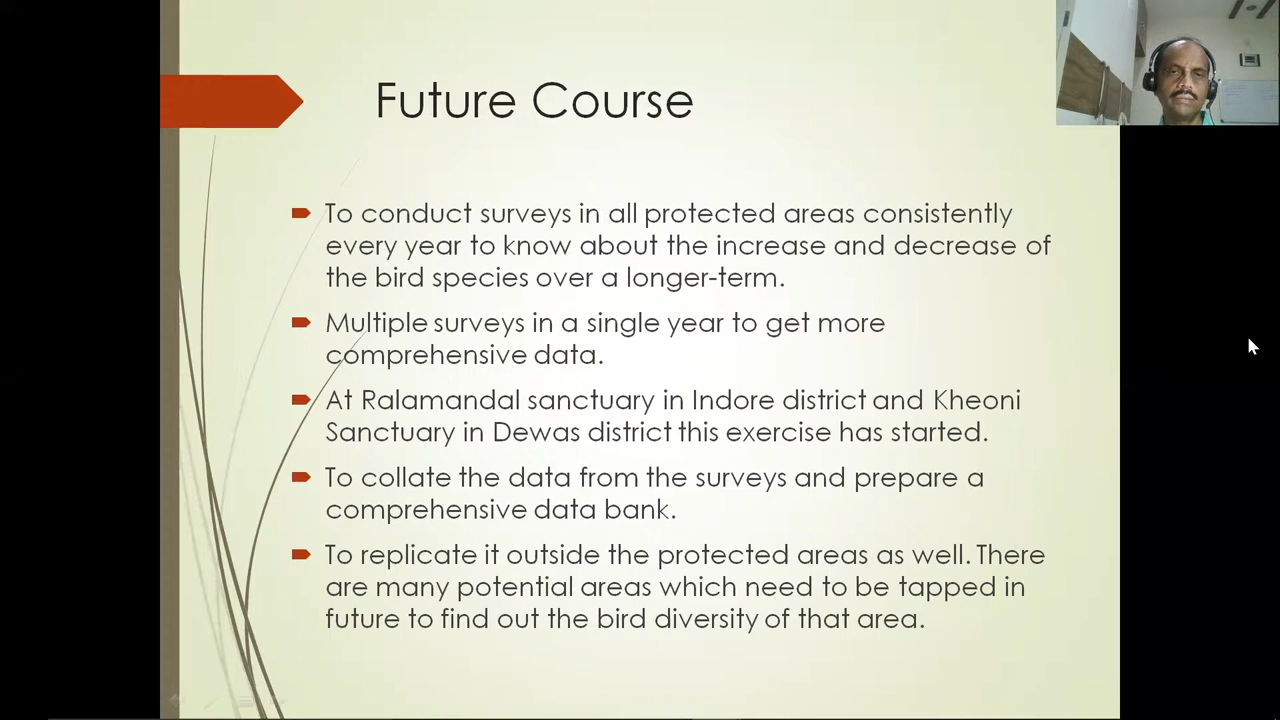 Future Course
To conduct surveys in all protected areas consistently
every year to know about the increase and decrease of
the bird species over a longer-term.
Multiple surveys in a single year to get more
comprehensive data.
At Ralamandal sanctuary in Indore district and Kheoni
Sanctuary in Dewas district this exercise has started.
To collate the data from the surveys and prepare a
comprehensive data bank.
To replicate it outside the protected areas as well. There
are many potential areas which need to be tapped in
future to find out the bird diversity of that area.